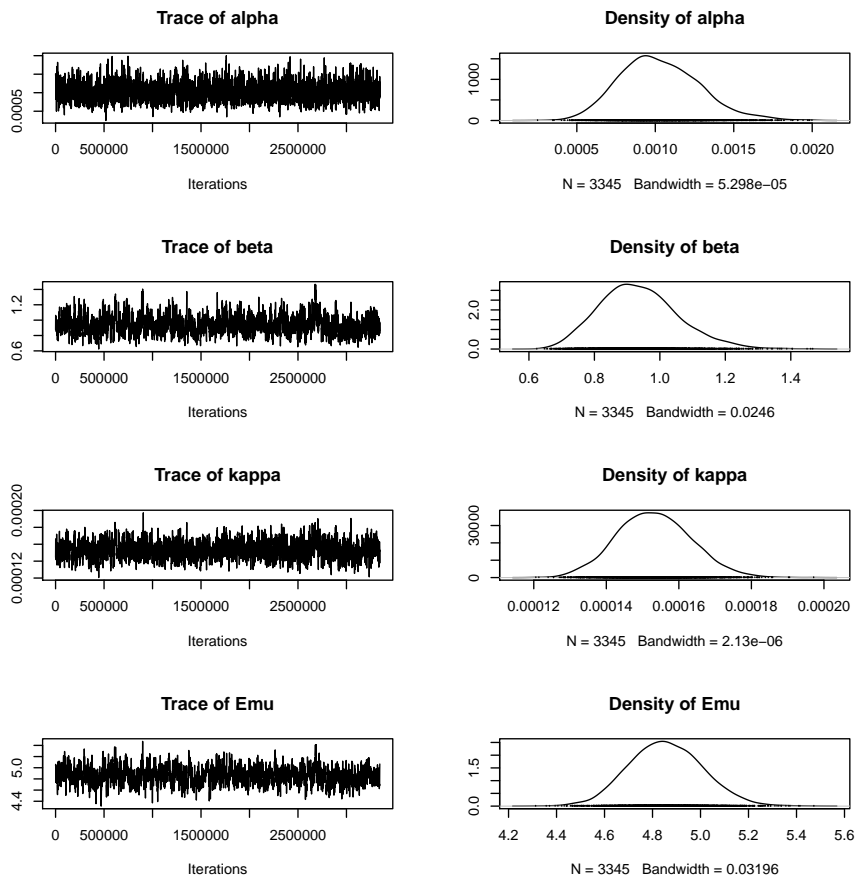 Trace of alpha
0.0005
0 500000 1500000 2500000
Iterations
Density of alpha
0 1000
0.0005 0.0010 0.0015 0.0020
N = 3345 Bandwidth = 5.298e−05
Trace of beta
0.6 1.2
0 500000 1500000 2500000
Iterations
Density of beta
0.0 2.0
0.6 0.8 1.0 1.2 1.4
N = 3345 Bandwidth = 0.0246
Trace of kappa
0.00012 0.00020
0 500000 1500000 2500000
Iterations
Density of kappa
0 30000
0.00012 0.00014 0.00016 0.00018 0.00020
N = 3345 Bandwidth = 2.13e−06
Trace of Emu
4.4 5.0
0 500000 1500000 2500000
Iterations
Density of Emu
0.0 1.5
4.2 4.4 4.6 4.8 5.0 5.2 5.4 5.6
N = 3345 Bandwidth = 0.03196